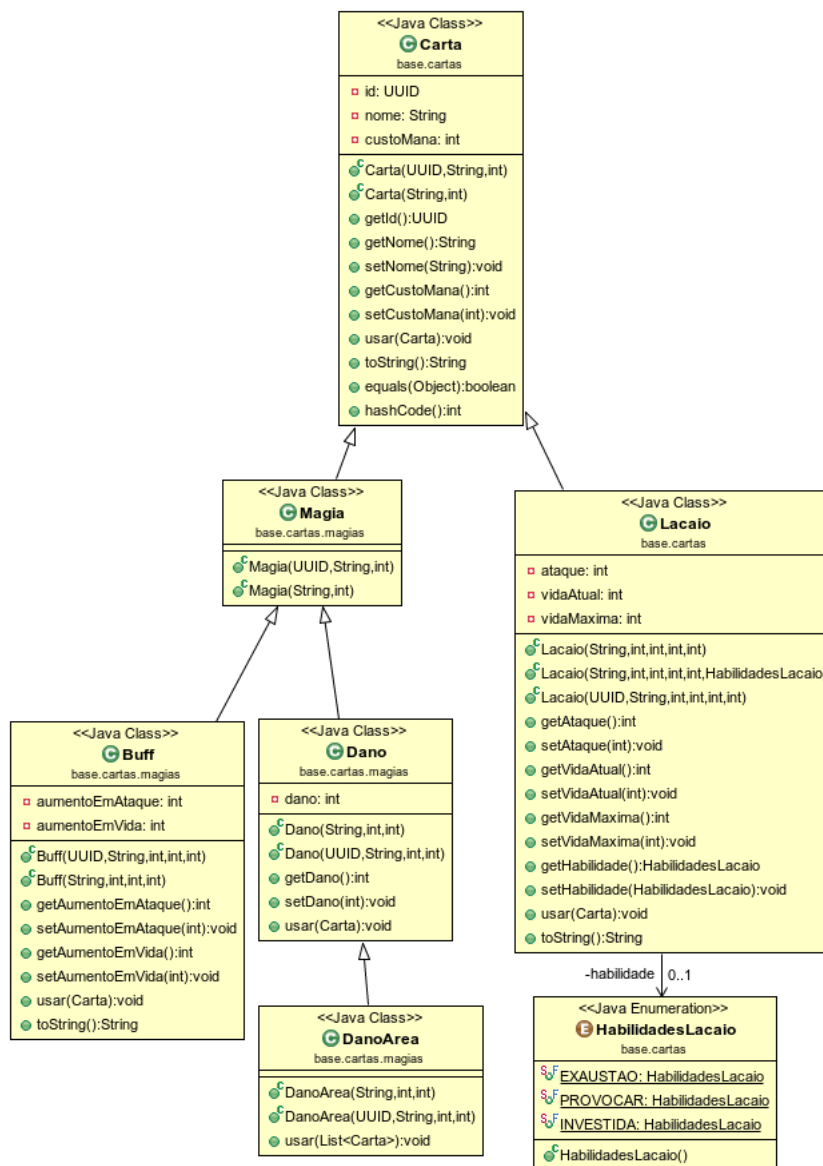 <<Java Class>>
C Carta
base.cartas
id: UUID
nome: String
custoMana: int
Carta(UUID,String,int)
Carta(String,int)
getId():UUID
getNome():String
setNome(String):void
getCustoMana():int
setCustoMana(int):void
usar(Carta):void
toString():String
equals(Object):boolean
hashCode():int
<<Java Class>>
C Magia
base.cartas.magias
Magia(UUID,String,int)
Magia(String,int)
<<Java Class>>
C Lacaio
base.cartas
ataque: int
vidaAtual: int
vidaMaxima: int
Lacaio(String,int,int,int,int)
Lacaio(String,int,int,int,int,HabilidadesLacaio
Lacaio(UUID,String,int,int,int,int)
getAtaque():int
setAtaque(int):void
getVidaAtual():int
setVidaAtual(int):void
getVidaMaxima():int
setVidaMaxima(int):void
getHabilidade():HabilidadesLacaio
setHabilidade(HabilidadesLacaio):void
usar(Carta):void
toString():String
<<Java Class>>
C Buff
base.cartas.magias
aumentoEmAtaque: int
aumentoEmVida: int
Buff(UUID,String,int,int,int)
Buff(String,int,int,int)
getAumentoEmAtaque():int
setAumentoEmAtaque(int):void
getAumentoEmVida():int
setAumentoEmVida(int):void
usar(Carta):void
toString():String
<<Java Class>>
C Dano
base.cartas.magias
dano: int
Dano(String,int,int)
Dano(UUID,String,int,int)
getDano():int
setDano(int):void
usar(Carta):void
-habilidade 0..1
<<Java Class>>
C DanoArea
base.cartas.magias
DanoArea(String,int,int)
DanoArea(UUID,String,int,int)
usar(List<Carta>):void
<<Java Enumeration>>
E HabilidadesLacaio
base.cartas
S F EXAUSTAO: HabilidadesLacaio
S F PROVOCAR: HabilidadesLacaio
S F INVESTIDA: HabilidadesLacaio
HabilidadesLacaio()